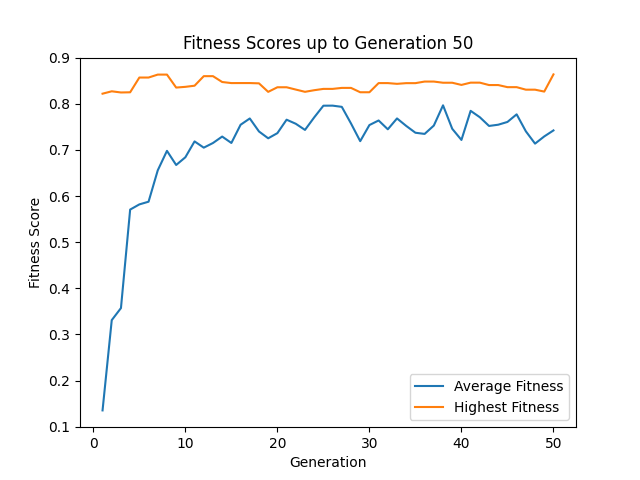 Fitness Scores up to Generation 50
Fitness Score
0.9
0.8
0.7
0.6
0.5
0.4
0.3
0.2
0.1
0 10 20 30 40 50
Generation
Average Fitness
Highest Fitness